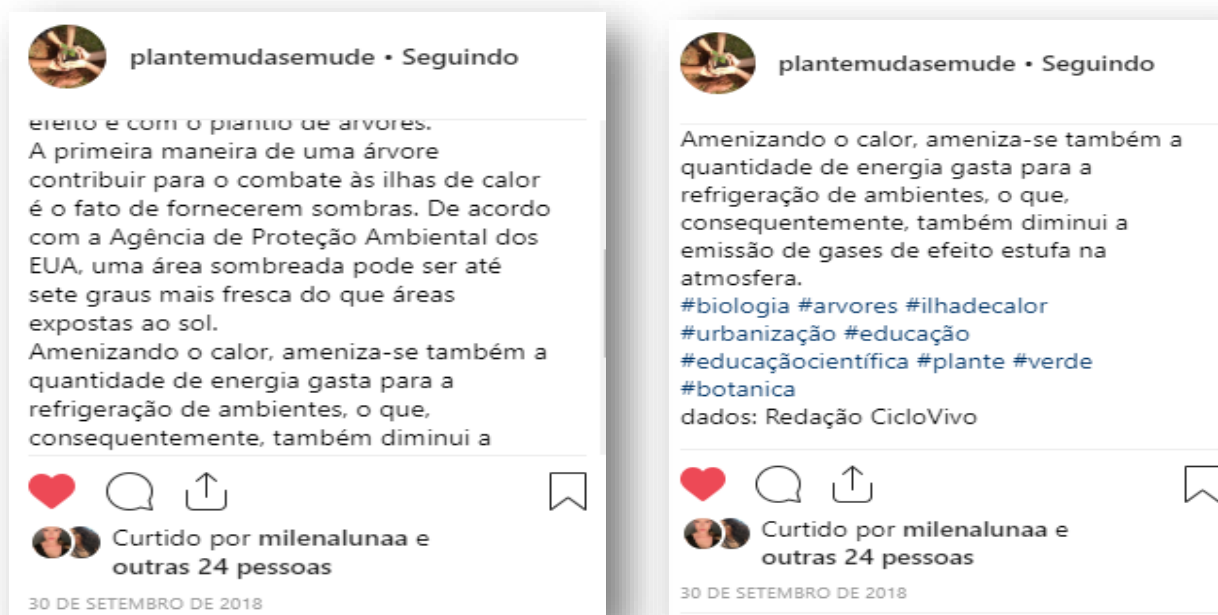 plantemudasemude • Seguindo
efeito é com o plantio de árvores.
A primeira maneira de uma árvore
contribuir para o combate às ilhas de calor
é o fato de fornecerem sombras. De acordo
com a Agência de Proteção Ambiental dos
EUA, uma área sombreada pode ser até
sete graus mais fresca do que áreas
expostas ao sol.
Amenizando o calor, ameniza-se também a
quantidade de energia gasta para a
refrigeração de ambientes, o que,
consequentemente, também diminui a
Curtido por milenalunaa e
outras 24 pessoas
30 DE SETEMBRO DE 2018
plantemudasemude • Seguindo
Amenizando o calor, ameniza-se também a
quantidade de energia gasta para a
refrigeração de ambientes, o que,
consequentemente, também diminui a
emissão de gases de efeito estufa na
atmosfera.
#biologia #arvores #ilhadecalor
#urbanização #educação
#educaçãocientífica #plante #verde
#botanica
dados: Redação CicloVivo
Curtido por milenalunaa e
outras 24 pessoas
30 DE SETEMBRO DE 2018